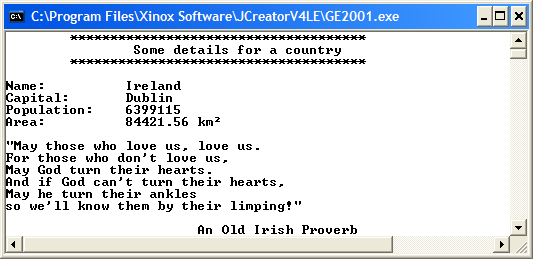 C:\Program Files\Xinox Software\JCreatorV4LE\GE2001.exe
*************************************
Some details for a country
*************************************
Name: Ireland
Capital: Dublin
Population: 6399115
Area: 84421.56 km²
"May those who love us, love us.
For those who don't love us,
May God turn their hearts.
And if God can't turn their hearts,
May he turn their ankles
so we'll know them by their limping!"
An Old Irish Proverb